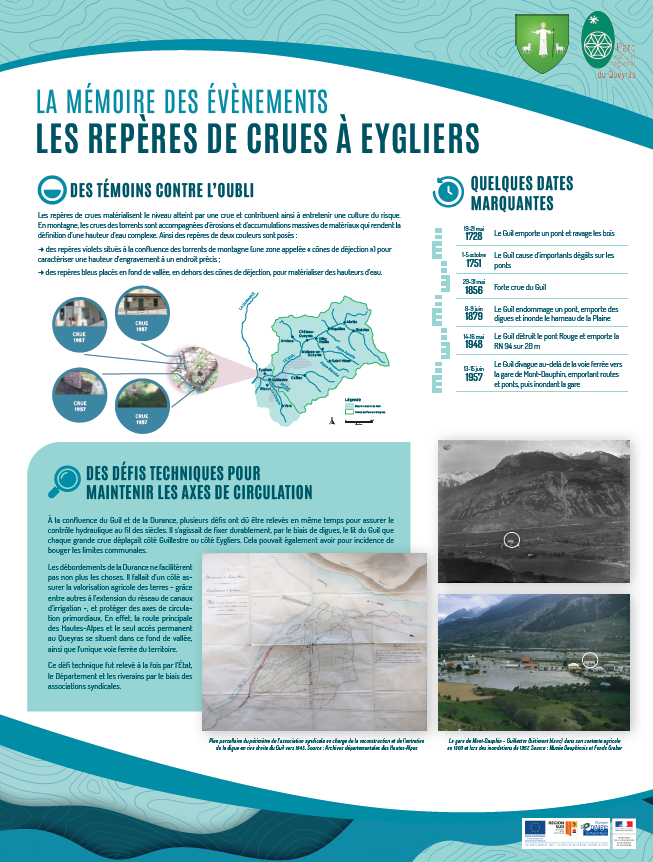 Parc
naturel
régional
du Queyras
LA MÉMOIRE DES ÉVÈNEMENTS
LES REPÈRES DE CRUES À EYGLIERS
DES TÉMOINS CONTRE L'OUBLI
Les repères de crues matérialisent le niveau atteint par une crue et contribuent ainsi à entretenir une culture du risque.
En montagne, les crues des torrents sont accompagnées d'érosions et d'accumulations massives de matériaux qui rendent la
définition d'une hauteur d'eau complexe. Ainsi des repères de deux couleurs sont posés :
➔ des repères violets situés à la confluence des torrents de montagne (une zone appelée « cônes de déjection ») pour
caractériser une hauteur d'engravement à un endroit précis ;
➔ des repères bleus placés en fond de vallée, en dehors des cônes de déjection, pour matérialiser des hauteurs d'eau.
CRUE
1957
CRUE
1957
CRUE
1957
CRUE
1957
LA DURANCE
Eygliers
Guillestre
Ceillac
Arvieux
Abriès
Aiguilles
Ristolas
Château-
Queyras
Légende
QUELQUES DATES
MARQUANTES
19-21 mai
1728
Le Guil emporte un pont et ravage les bois
1-5 octobre
1751
Le Guil cause d'importants dégâts sur les
ponts
29-31 mai
1856
Forte crue du Guil
8-9 juin
1879
Le Guil endommage un pont, emporte des
digues et inonde le hameau de la Plaine
14-16 mai
1948
Le Guil détruit le pont Rouge et emporte la
RN 94 sur 28 m
13-15 juin
1957
Le Guil divague au-delà de la voie ferrée vers
la gare de Mont-Dauphin, emportant routes
et ponts, puis inondant la gare
DES DÉFIS TECHNIQUES POUR
MAINTENIR LES AXES DE CIRCULATION
À la confluence du Guil et de la Durance, plusieurs défis ont dû être relevés en même temps pour assurer le
contrôle hydraulique au fil des siècles. Il s'agissait de fixer durablement, par le biais de digues, le lit du Guil que
chaque grande crue déplaçait côté Guillestre ou côté Eygliers. Cela pouvait également avoir pour incidence de
bouger les limites communales.
Les débordements de la Durance ne facilitèrent
pas non plus les choses. Il fallait d'un côté as-
surer la valorisation agricole des terres - grâce
entre autres à l'extension du réseau de canaux
d'irrigation -, et protéger des axes de circula-
tion primordiaux. En effet, la route principale
des Hautes-Alpes et le seul accès permanent
au Queyras se situent dans ce fond de vallée,
ainsi que l'unique voie ferrée du territoire.
Ce défi technique fut relevé à la fois par l'État,
le Département et les riverains par le biais des
associations syndicales.
Plan parcellaire du périmètre de l'association syndicale en charge de la reconstruction et de l'entretien
de la digue en rive droite du Guil vers 1845. Source : Archives départementales des Hautes-Alpes
La gare de Mont-Dauphin - Guillestre (bâtiment blanc) dans son contexte agricole
RÉGION
SUD